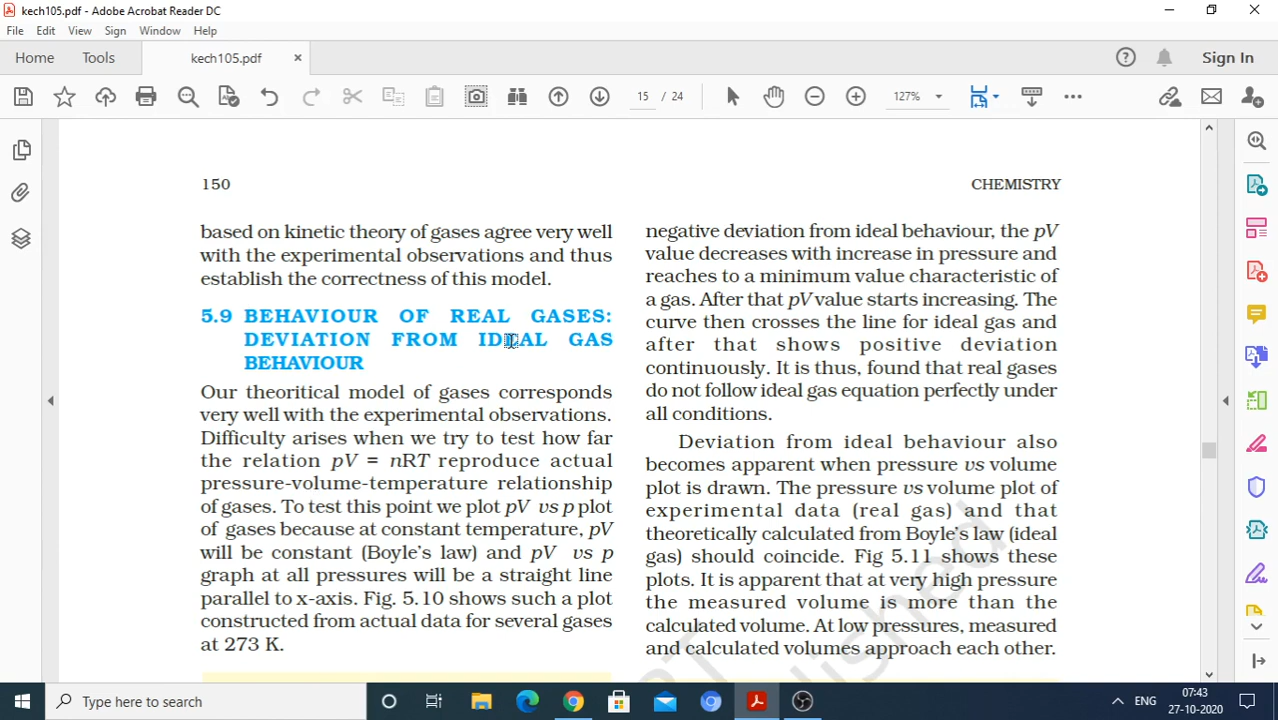 kech105.pdf - Adobe Acrobat Reader DC
File Edit View Sign Window Help
Home Tools kech105.pdf × Sign In
15 / 24 127%
150 CHEMISTRY
based on kinetic theory of gases agree very well
with the experimental observations and thus
establish the correctness of this model.
5.9 BEHAVIOUR OF REAL GASES:
DEVIATION FROM IDEAL GAS
BEHAVIOUR
Our theoritical model of gases corresponds
very well with the experimental observations.
Difficulty arises when we try to test how far
the relation pV = nRT reproduce actual
pressure-volume-temperature relationship
of gases. To test this point we plot pV vs p plot
of gases because at constant temperature, pV
will be constant (Boyle's law) and pV vs p
graph at all pressures will be a straight line
parallel to x-axis. Fig. 5.10 shows such a plot
constructed from actual data for several gases
at 273 K.
negative deviation from ideal behaviour, the pV
value decreases with increase in pressure and
reaches to a minimum value characteristic of
a gas. After that pV value starts increasing. The
curve then crosses the line for ideal gas and
after that shows positive deviation
continuously. It is thus, found that real gases
do not follow ideal gas equation perfectly under
all conditions.
Deviation from ideal behaviour also
becomes apparent when pressure vs volume
plot is drawn. The pressure vs volume plot of
experimental data (real gas) and that
theoretically calculated from Boyle's law (ideal
gas) should coincide. Fig 5.11 shows these
plots. It is apparent that at very high pressure
the measured volume is more than the
calculated volume. At low pressures, measured
and calculated volumes approach each other.
Type here to search
ENG
07:43
27-10-2020